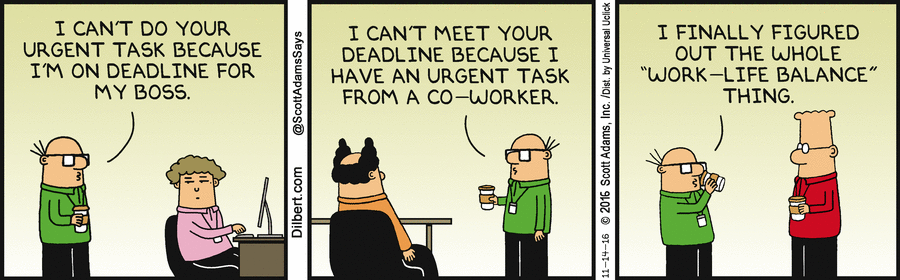 I CAN'T DO YOUR
URGENT TASK BECAUSE
I'M ON DEADLINE FOR
MY BOSS.
Dilbert.com @ScottAdamsSays
I CAN'T MEET YOUR
DEADLINE BECAUSE I
HAVE AN URGENT TASK
FROM A CO-WORKER.
11-14-16 © 2016 Scott Adams, Inc. /Dist. by Universal Uclick
I FINALLY FIGURED
OUT THE WHOLE
"WORK-LIFE BALANCE"
THING.